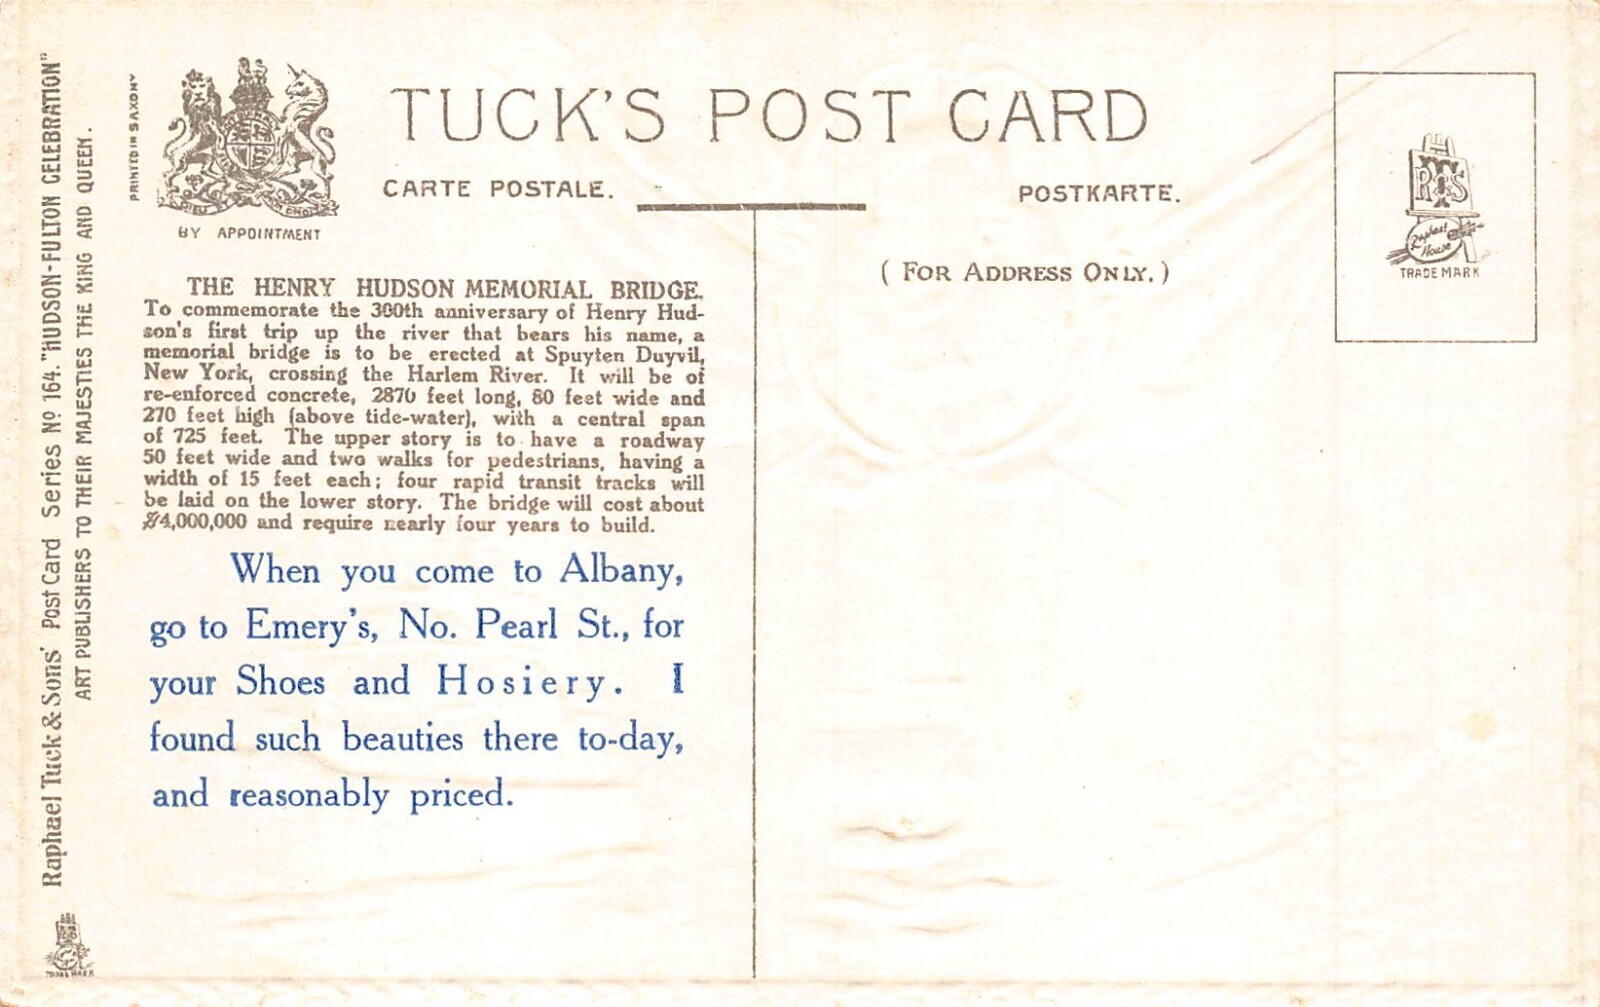 Raphael Tuck & Sons' Post Card Series No 164. "HUDSON-FULTON CELEBRATION"
ART PUBLISHERS TO THEIR MAJESTIES THE KING AND QUEEN.
TRADE MARK
PRINTED IN SAXONY
BY APPOINTMENT
TUCK'S POST CARD
CARTE POSTALE.
POSTKARTE.
(FOR ADDRESS ONLY.)
RTS
Raphael
House
TRADE MARK
THE HENRY HUDSON MEMORIAL BRIDGE.
To commemorate the 300th anniversary of Henry Hud-
son's first trip up the river that bears his name, a
memorial bridge is to be erected at Spuyten Duyvil,
New York, crossing the Harlem River. It will be of
re-enforced concrete, 2870 feet long, 80 feet wide and
270 feet high (above tide-water), with a central span
of 725 feet. The upper story is to have a roadway
50 feet wide and two walks for pedestrians, having a
width of 15 feet each; four rapid transit tracks will
be laid on the lower story. The bridge will cost about
$4,000,000 and require nearly four years to build.
When you come to Albany,
go to Emery's, No. Pearl St., for
your Shoes and Hosiery. I
found such beauties there to-day,
and reasonably priced.